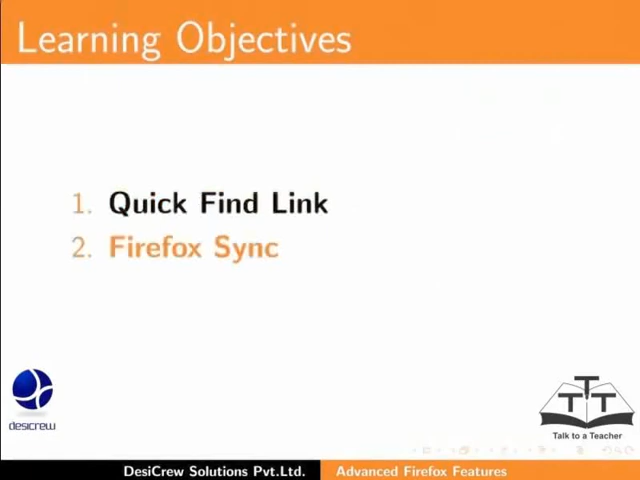 Learning Objectives
1. Quick Find Link
2. Firefox Sync
desicrew
TTT
Talk to a Teacher
DesiCrew Solutions Pvt.Ltd. Advanced Firefox Features